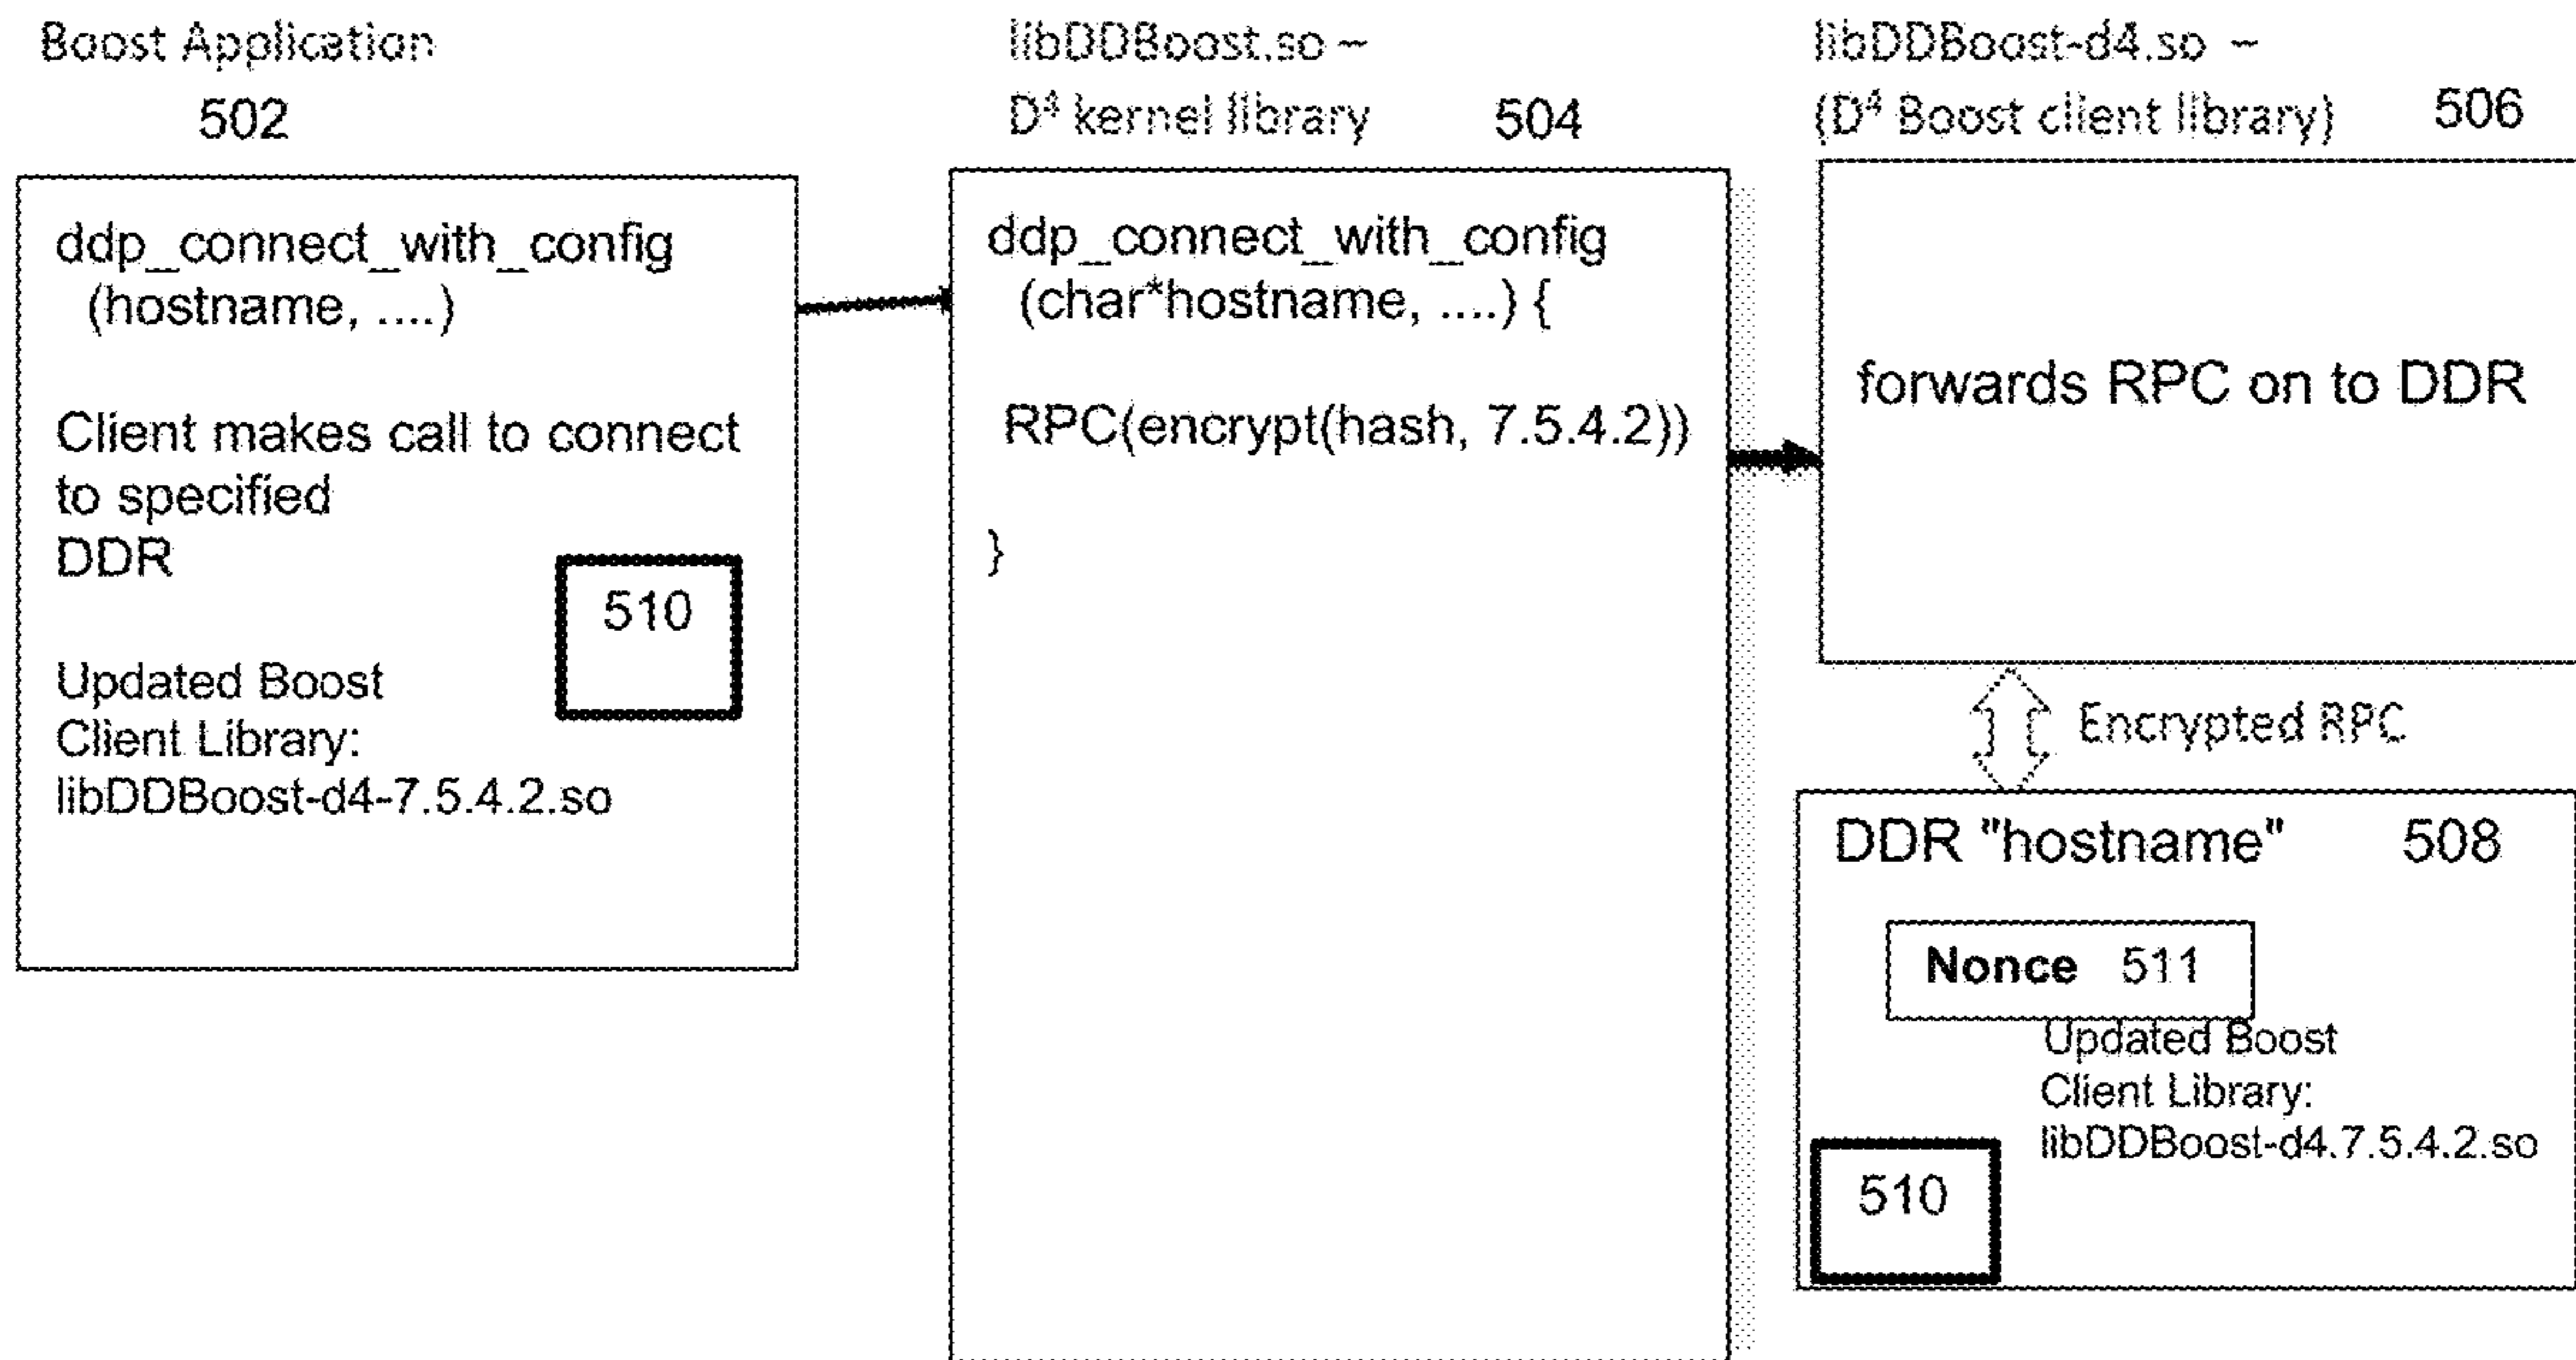 Boost Application
502
ddp_connect_with_config
(hostname, ....)
Client makes call to connect
to specified
DDR
510
Updated Boost
Client Library:
libDDBoost-d4-7.5.4.2.so
libDDBoost.so –
D⁴ kernel library 504
ddp_connect_with_config
(char*hostname, ....) {
RPC(encrypt(hash, 7.5.4.2))
}
libDDBoost-d4.so –
(D⁴ Boost client library) 506
forwards RPC on to DDR
Encrypted RPC
DDR "hostname" 508
Nonce 511
Updated Boost
Client Library:
libDDBoost-d4.7.5.4.2.so
510